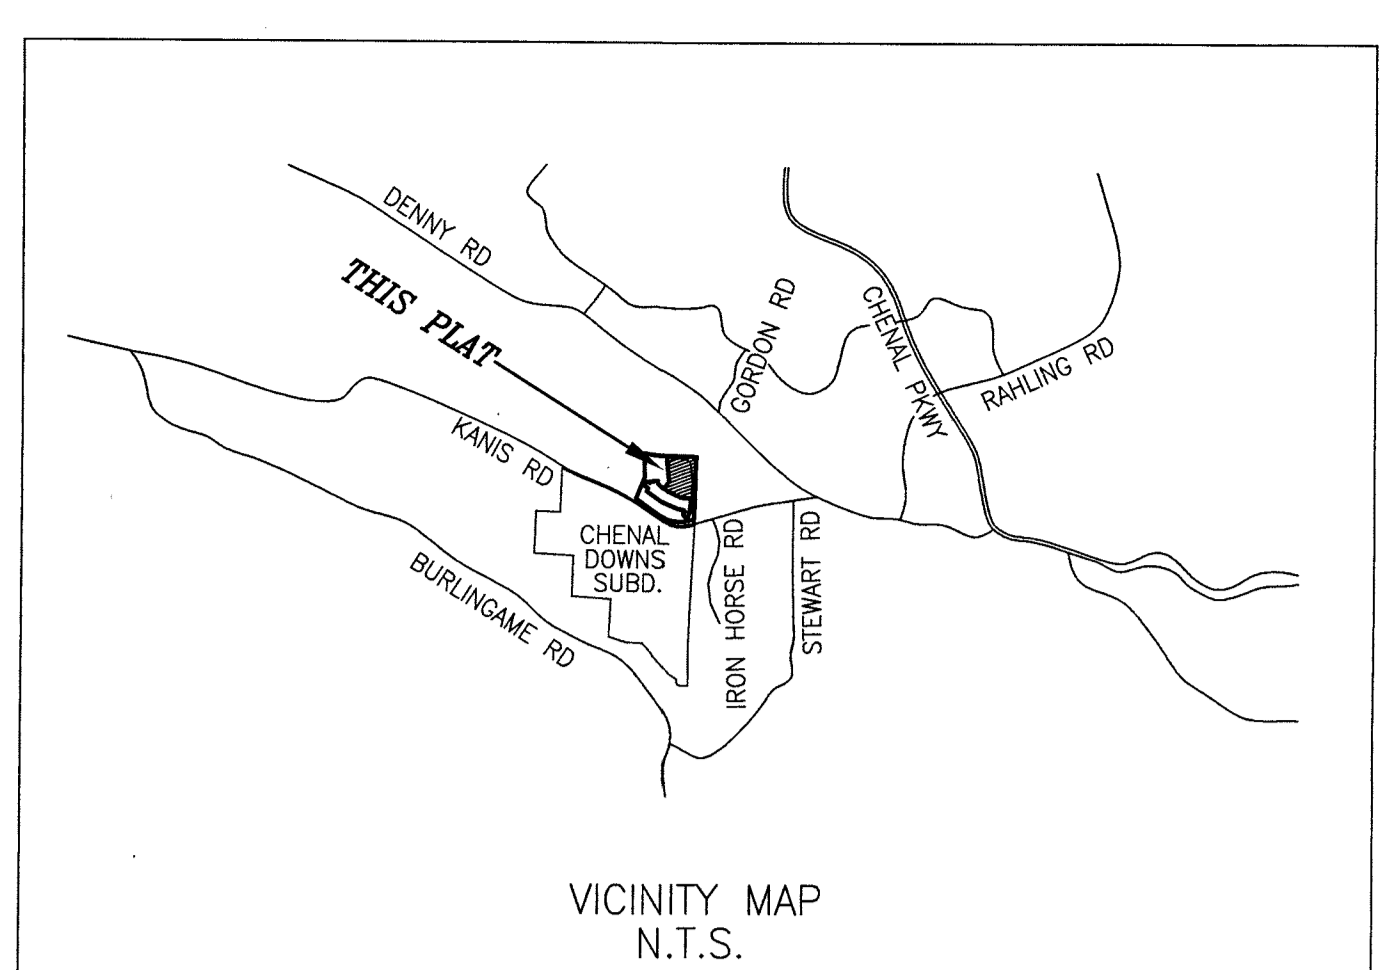 DENNY RD
THIS PLAT
GORDON RD
CHENAL PKWY
RAHLING RD
KANIS RD
CHENAL
DOWNS
SUBD.
BURLINGAME RD
IRON HORSE RD
STEWART RD
VICINITY MAP
N.T.S.